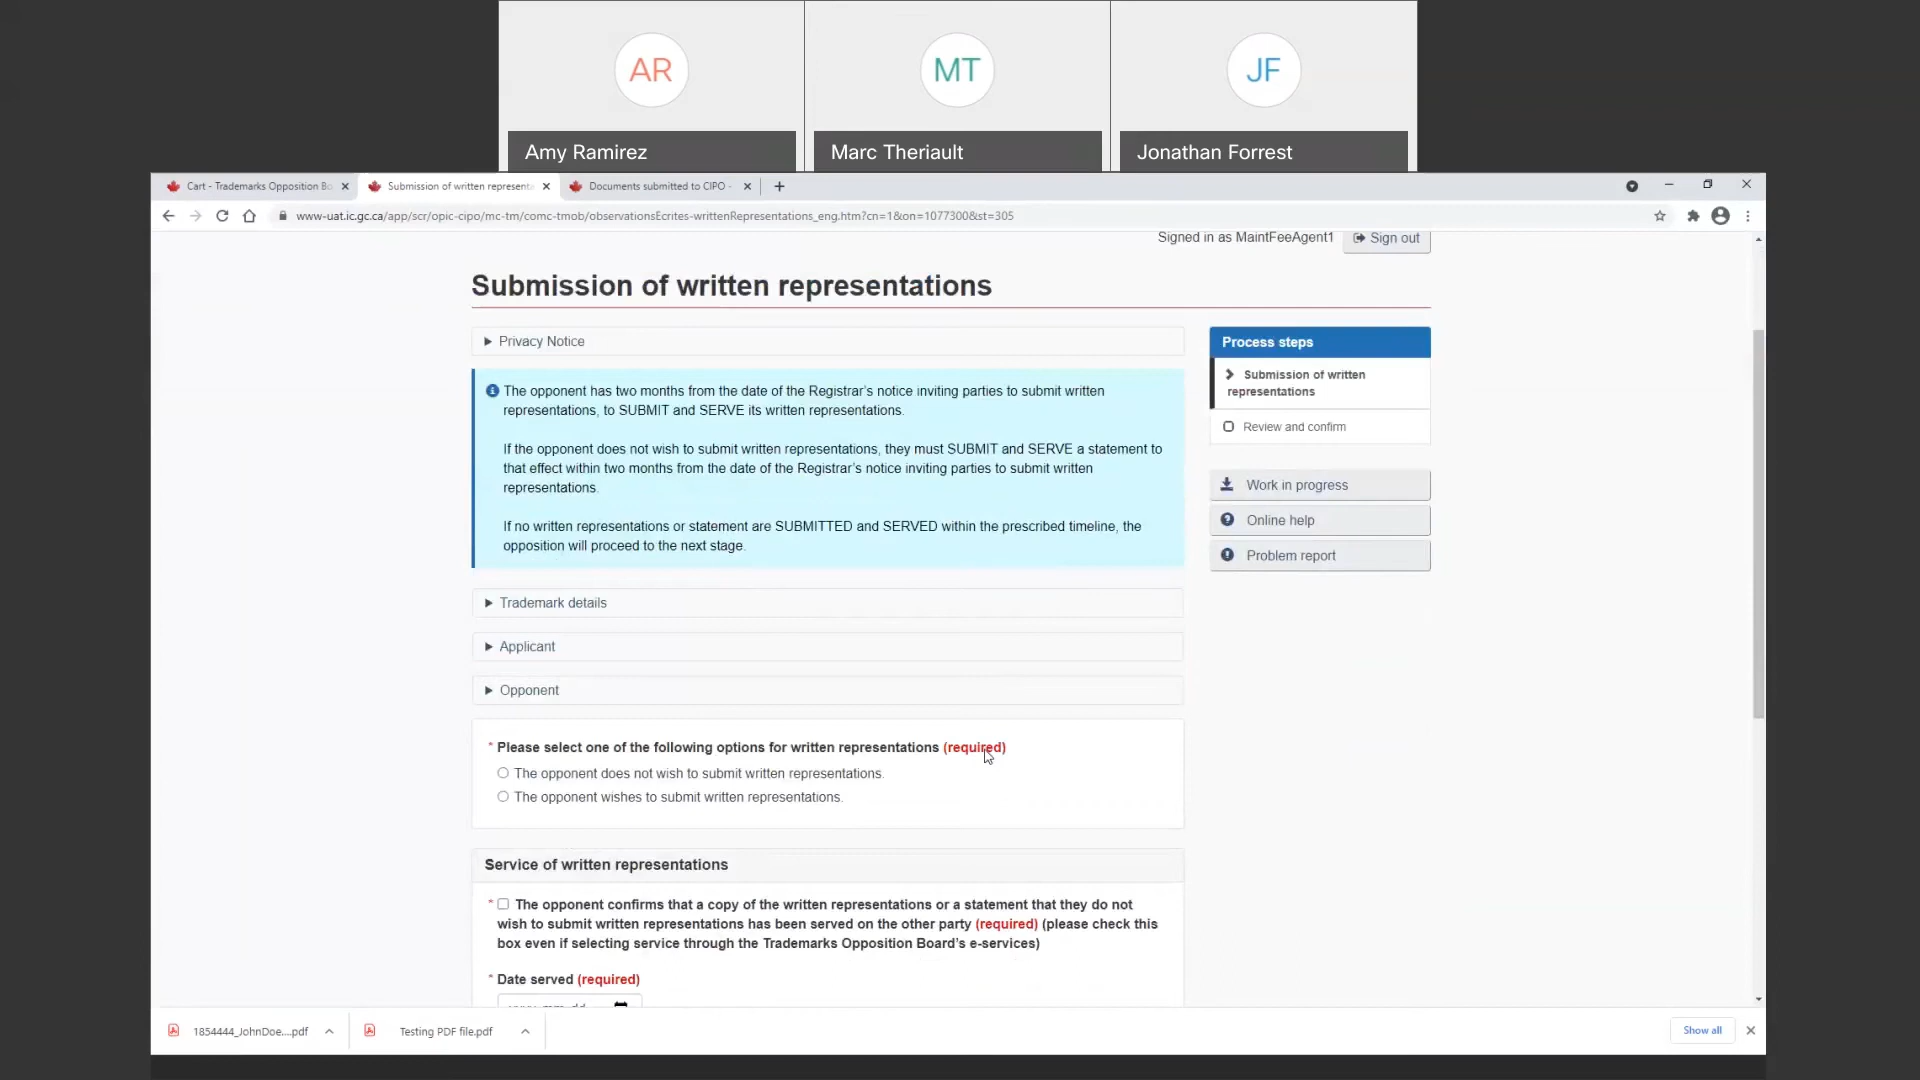 AR
MT
JF
Amy Ramirez
Marc Theriault
Jonathan Forrest
Cart - Trademarks Opposition Bo
Submission of written represent
Documents submitted to CIPO -
www-uat.ic.gc.ca/app/scr/opic-cipo/mc-tm/comc-tmob/observationsEcrites-writtenRepresentations_eng.htm?cn=1&on=1077300&st=305
Signed in as MaintFeeAgent1
Sign out
Submission of written representations
Privacy Notice
The opponent has two months from the date of the Registrar's notice inviting parties to submit written
representations, to SUBMIT and SERVE its written representations.
If the opponent does not wish to submit written representations, they must SUBMIT and SERVE a statement to
that effect within two months from the date of the Registrar's notice inviting parties to submit written
representations.
If no written representations or statement are SUBMITTED and SERVED within the prescribed timeline, the
opposition will proceed to the next stage.
Process steps
Submission of written
representations
Review and confirm
Work in progress
Online help
Problem report
Trademark details
Applicant
Opponent
* Please select one of the following options for written representations (required)
The opponent does not wish to submit written representations.
The opponent wishes to submit written representations.
Service of written representations
* The opponent confirms that a copy of the written representations or a statement that they do not
wish to submit written representations has been served on the other party (required) (please check this
box even if selecting service through the Trademarks Opposition Board's e-services)
* Date served (required)
1854444_JohnDoe....pdf
Testing PDF file.pdf
Show all